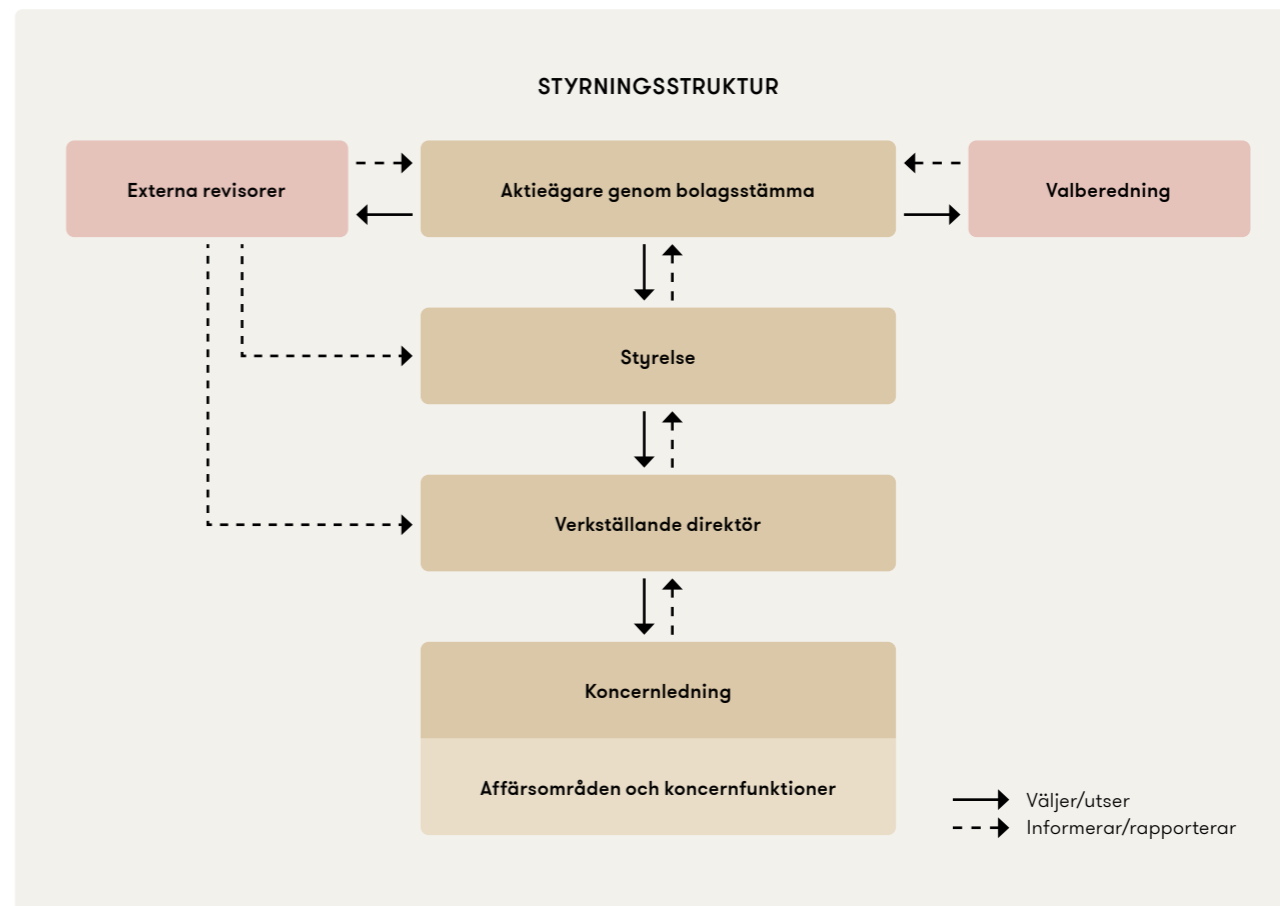 STYRNINGSSTRUKTUR
Externa revisorer
Aktieägare genom bolagsstämma
Valberedning
Styrelse
Verkställande direktör
Koncernledning
Affärsområden och koncernfunktioner
Väljer/utser
Informerar/rapporterar